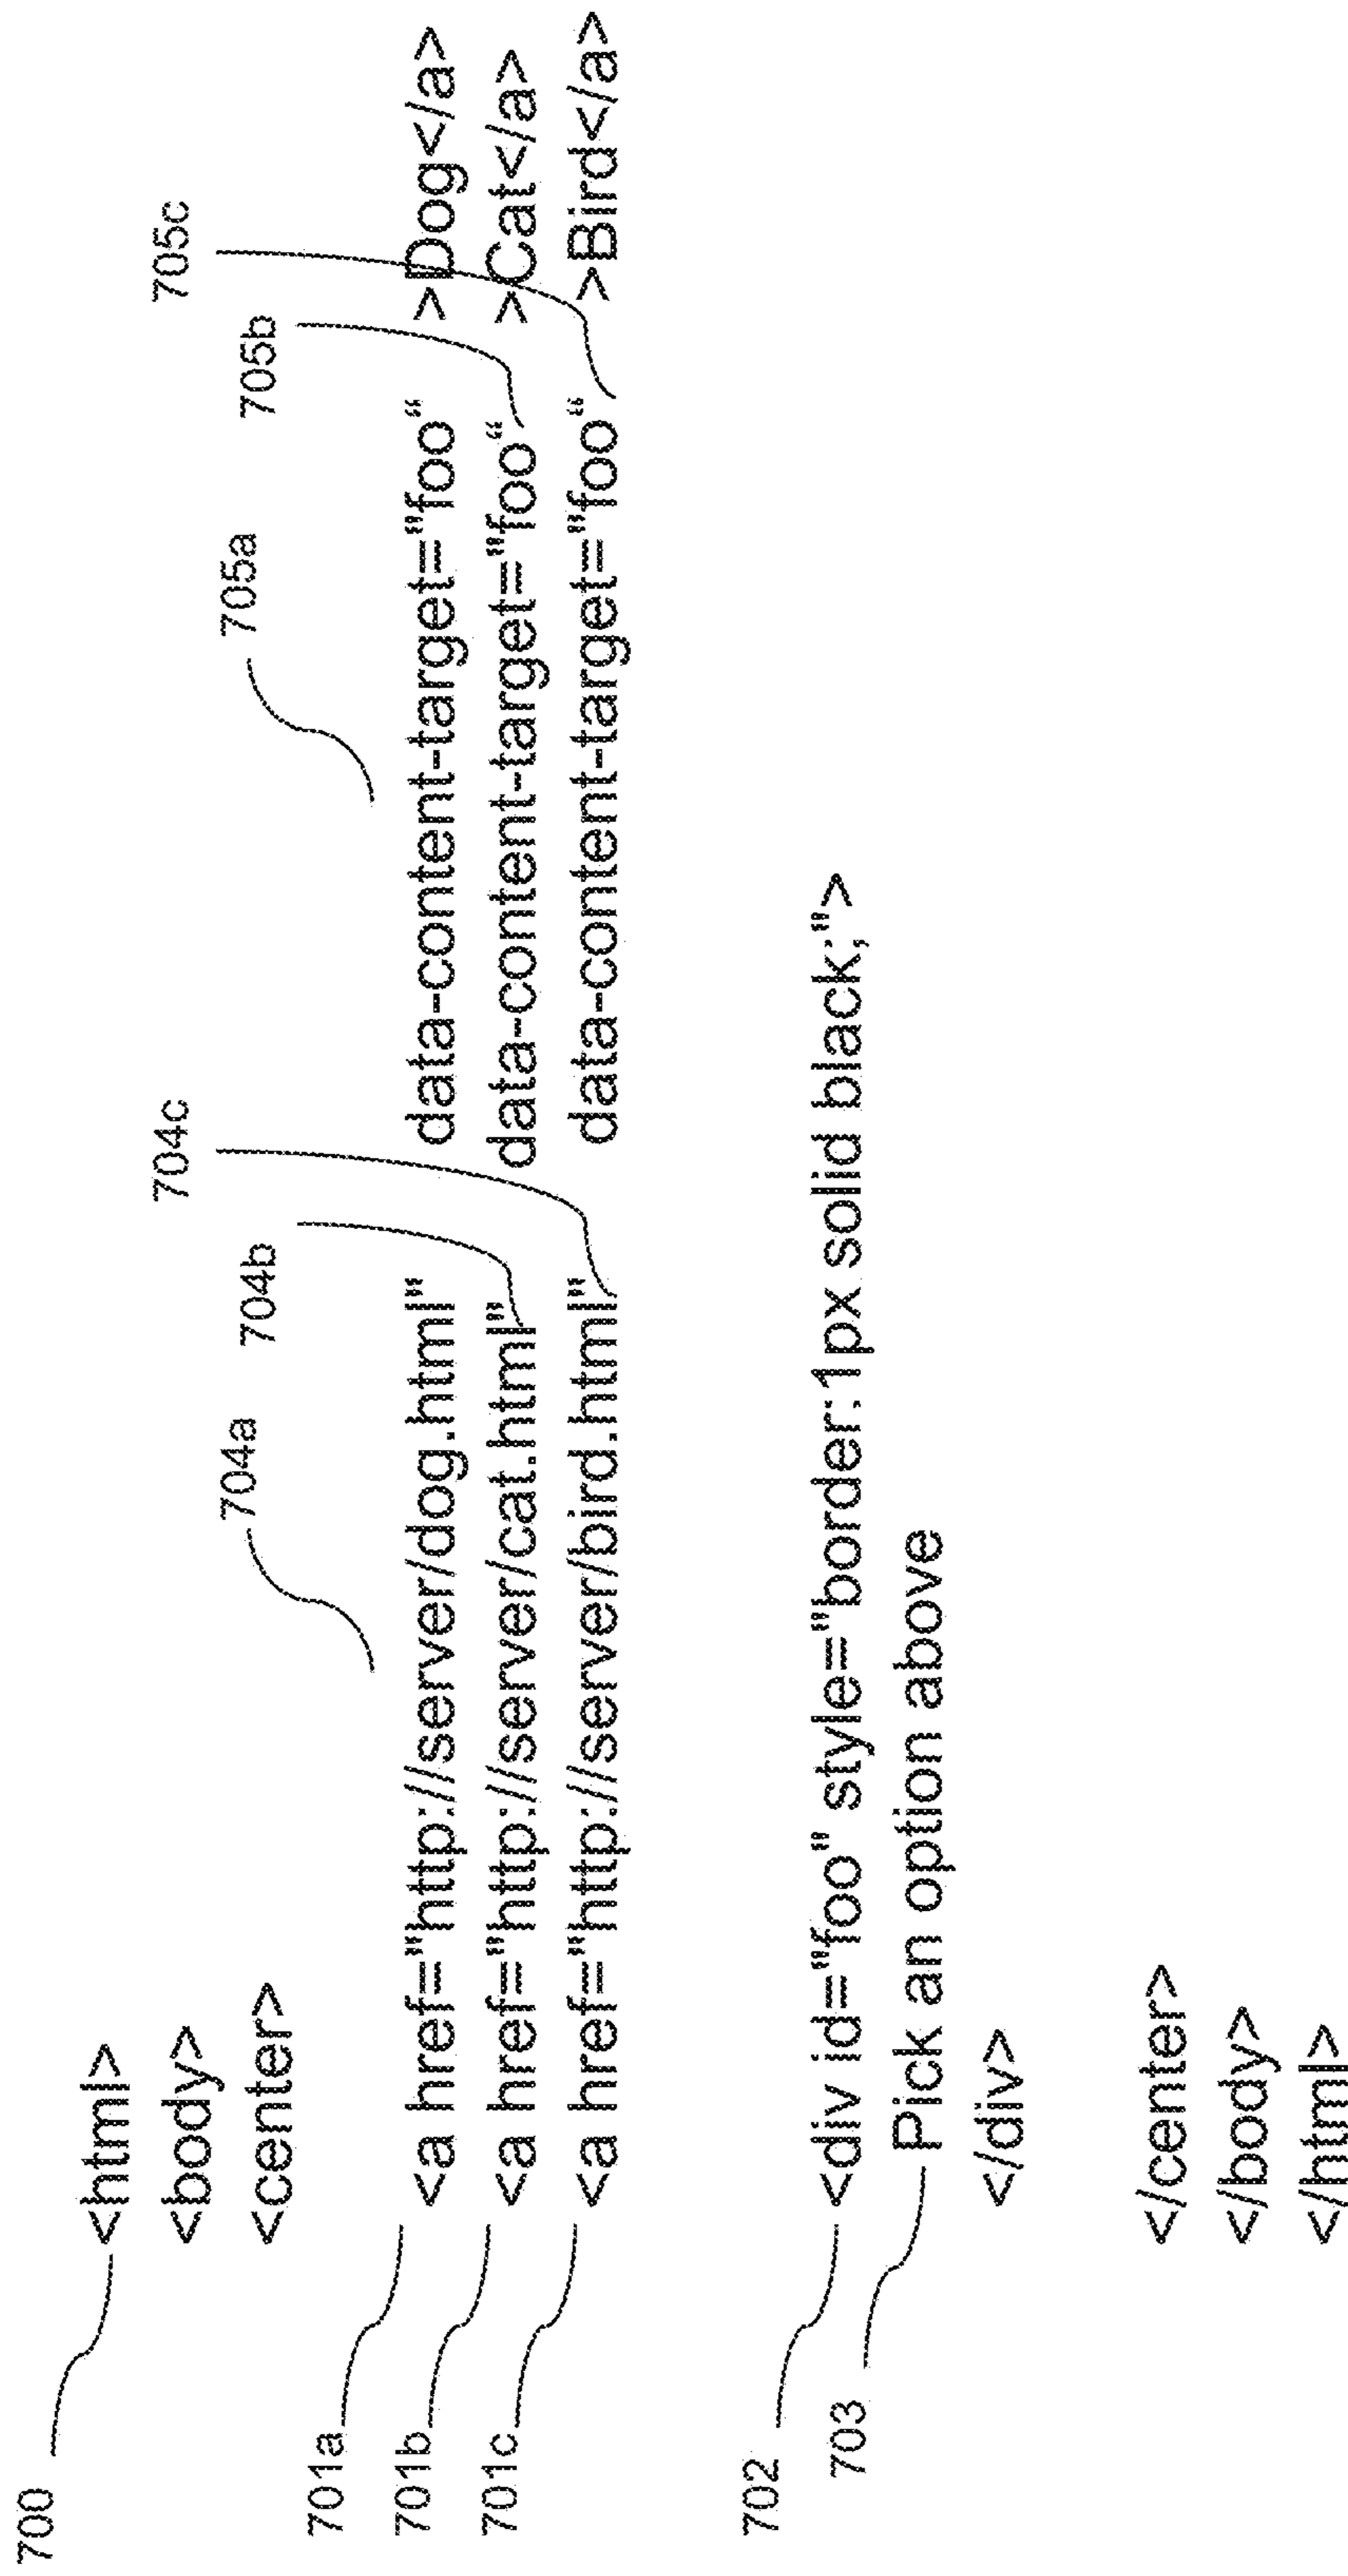 700 <html>
<body>
<center>
704a 704b 704c 705a 705b 705c
701a <a href="http://server/dog.html" data-content-target="foo“ >Dog</a>
701b <a href="http://server/cat.html" data-content-target="foo“ >Cat</a>
701c <a href="http://server/bird.html" data-content-target="foo“ >Bird</a>
702 <div id="foo" style="border:1px solid black;">
703 Pick an option above
</div>
</center>
</body>
</html>